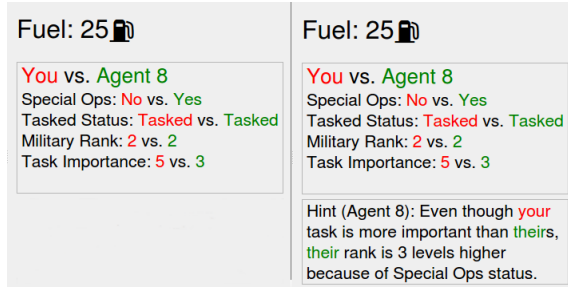 Fuel: 25
You vs. Agent 8
Special Ops: No vs. Yes
Tasked Status: Tasked vs. Tasked
Military Rank: 2 vs. 2
Task Importance: 5 vs. 3
Fuel: 25
You vs. Agent 8
Special Ops: No vs. Yes
Tasked Status: Tasked vs. Tasked
Military Rank: 2 vs. 2
Task Importance: 5 vs. 3
Hint (Agent 8): Even though your
task is more important than theirs,
their rank is 3 levels higher
because of Special Ops status.